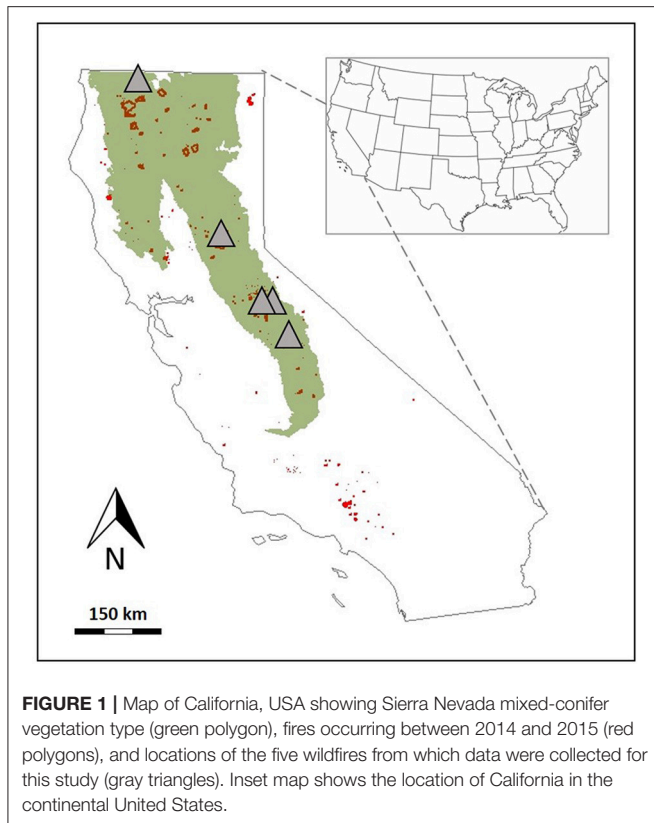 N
150 km
FIGURE 1 | Map of California, USA showing Sierra Nevada mixed-conifer
vegetation type (green polygon), fires occurring between 2014 and 2015 (red
polygons), and locations of the five wildfires from which data were collected for
this study (gray triangles). Inset map shows the location of California in the
continental United States.